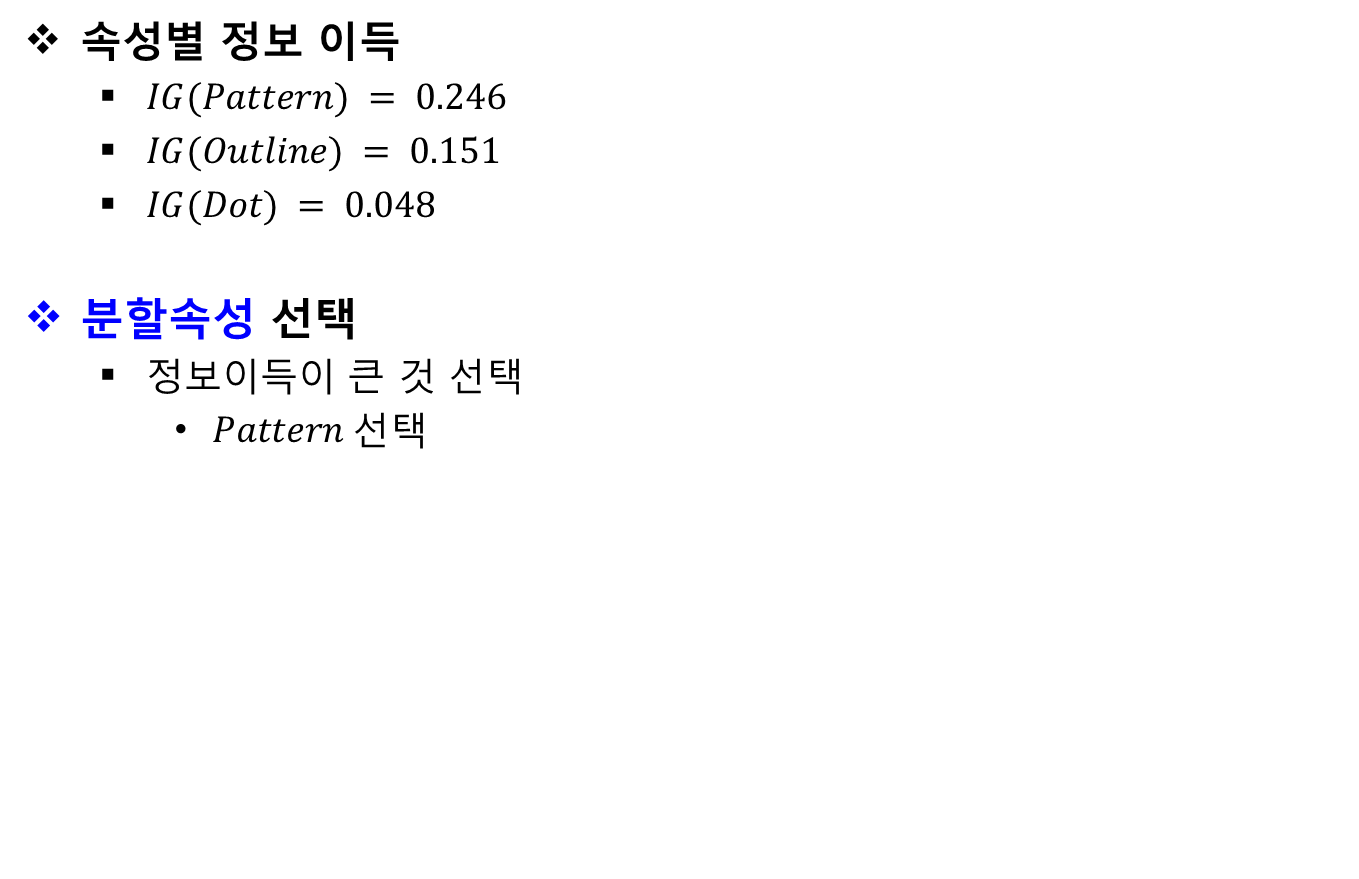 ❖ 속성별 정보 이득
▪ IG(Pattern) = 0.246
▪ IG(Outline) = 0.151
▪ IG(Dot) = 0.048
❖ 분할속성 선택
▪ 정보이득이 큰 것 선택
• Pattern 선택